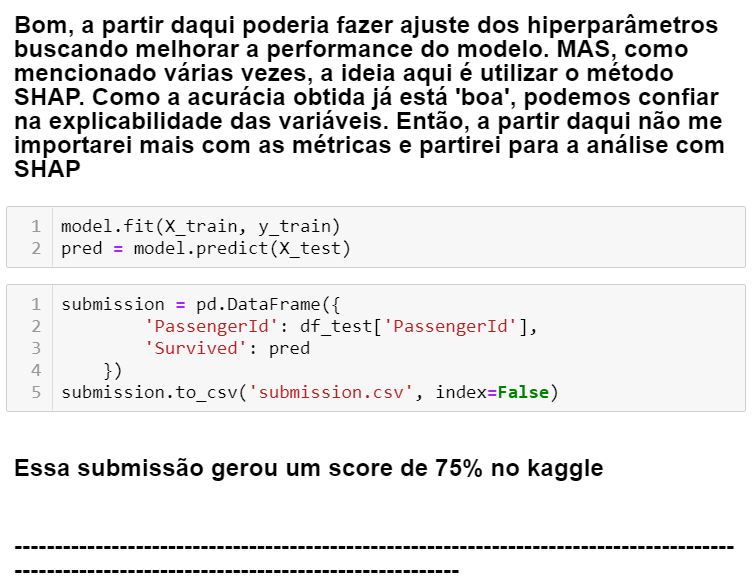 Bom, a partir daqui poderia fazer ajuste dos hiperparâmetros
buscando melhorar a performance do modelo. MAS, como
mencionado várias vezes, a ideia aqui é utilizar o método
SHAP. Como a acurácia obtida já está 'boa', podemos confiar
na explicabilidade das variáveis. Então, a partir daqui não me
importarei mais com as métricas e partirei para a análise com
SHAP
1 model.fit(X_train, y_train)
2 pred = model.predict(X_test)
1 submission = pd.DataFrame({
2         'PassengerId': df_test['PassengerId'],
3         'Survived': pred
4     })
5 submission.to_csv('submission.csv', index=False)
Essa submissão gerou um score de 75% no kaggle
--------------------------------------------------------------------------------------------
---------------------------------------------------------